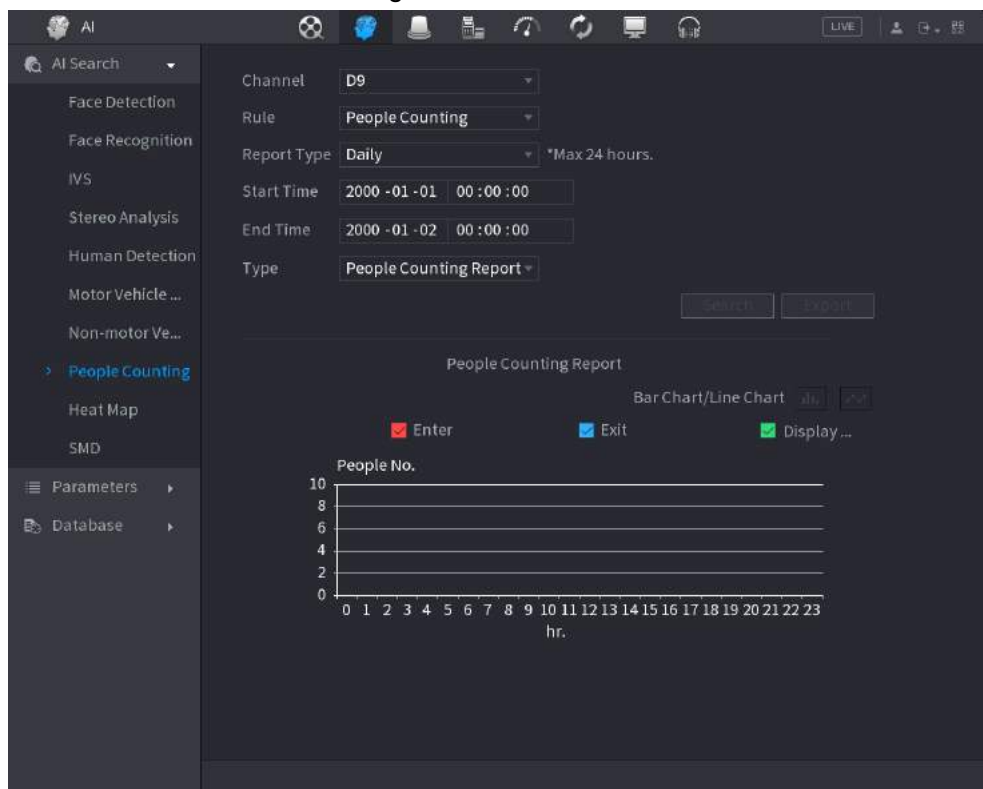 AI
LIVE
AI Search
Face Detection
Face Recognition
IVS
Stereo Analysis
Human Detection
Motor Vehicle ...
Non-motor Ve...
People Counting
Heat Map
SMD
Parameters
Database
Channel D9
Rule People Counting
Report Type Daily *Max 24 hours.
Start Time 2000 -01 -01 00 :00 :00
End Time 2000 -01 -02 00 :00 :00
Type People Counting Report
Search Export
People Counting Report
Bar Chart/Line Chart
Enter Exit Display ...
People No.
10
8
6
4
2
0
0 1 2 3 4 5 6 7 8 9 10 11 12 13 14 15 16 17 18 19 20 21 22 23
hr.